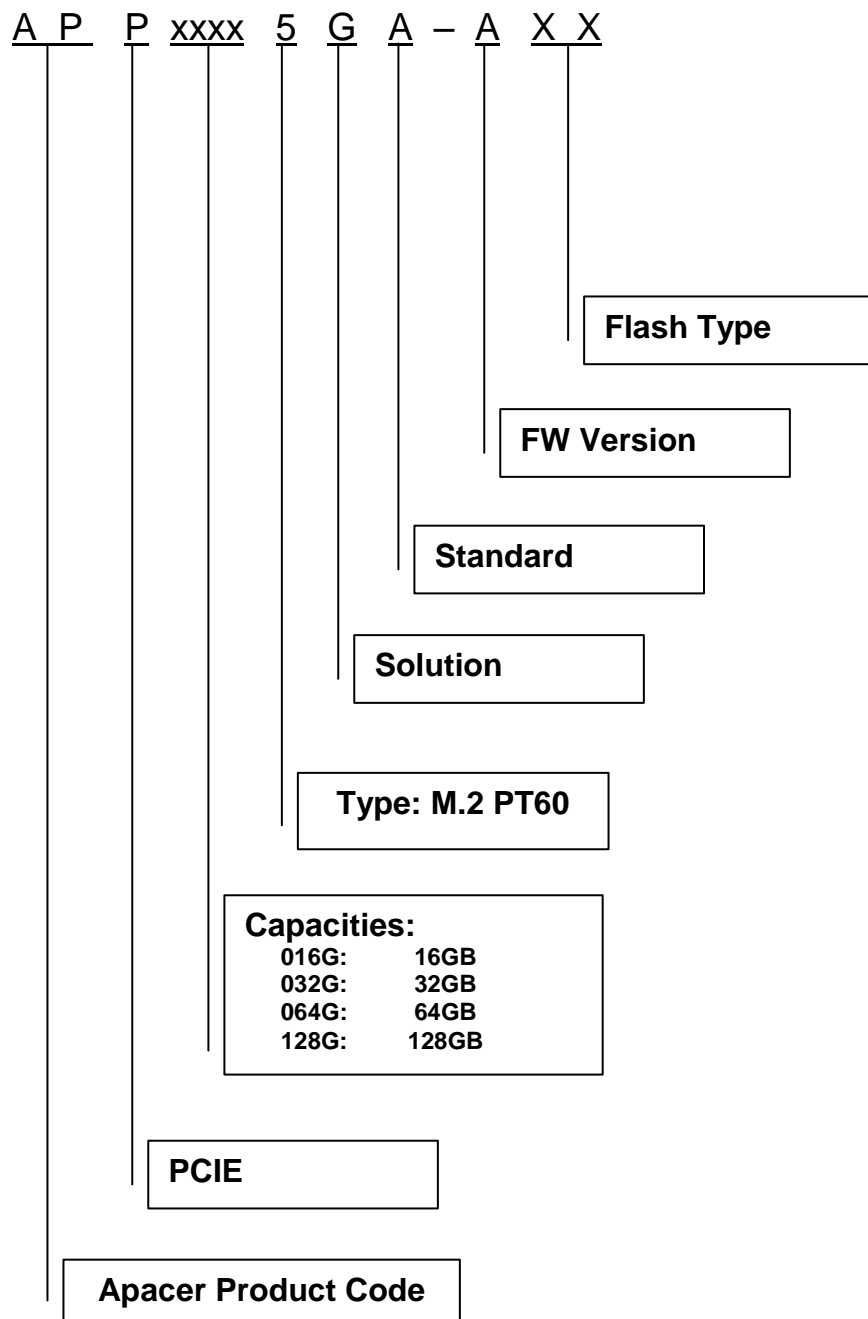 A P P xxxx 5 G A – A X X
Flash Type
FW Version
Standard
Solution
Type: M.2 PT60
Capacities:
016G: 16GB
032G: 32GB
064G: 64GB
128G: 128GB
PCIE
Apacer Product Code